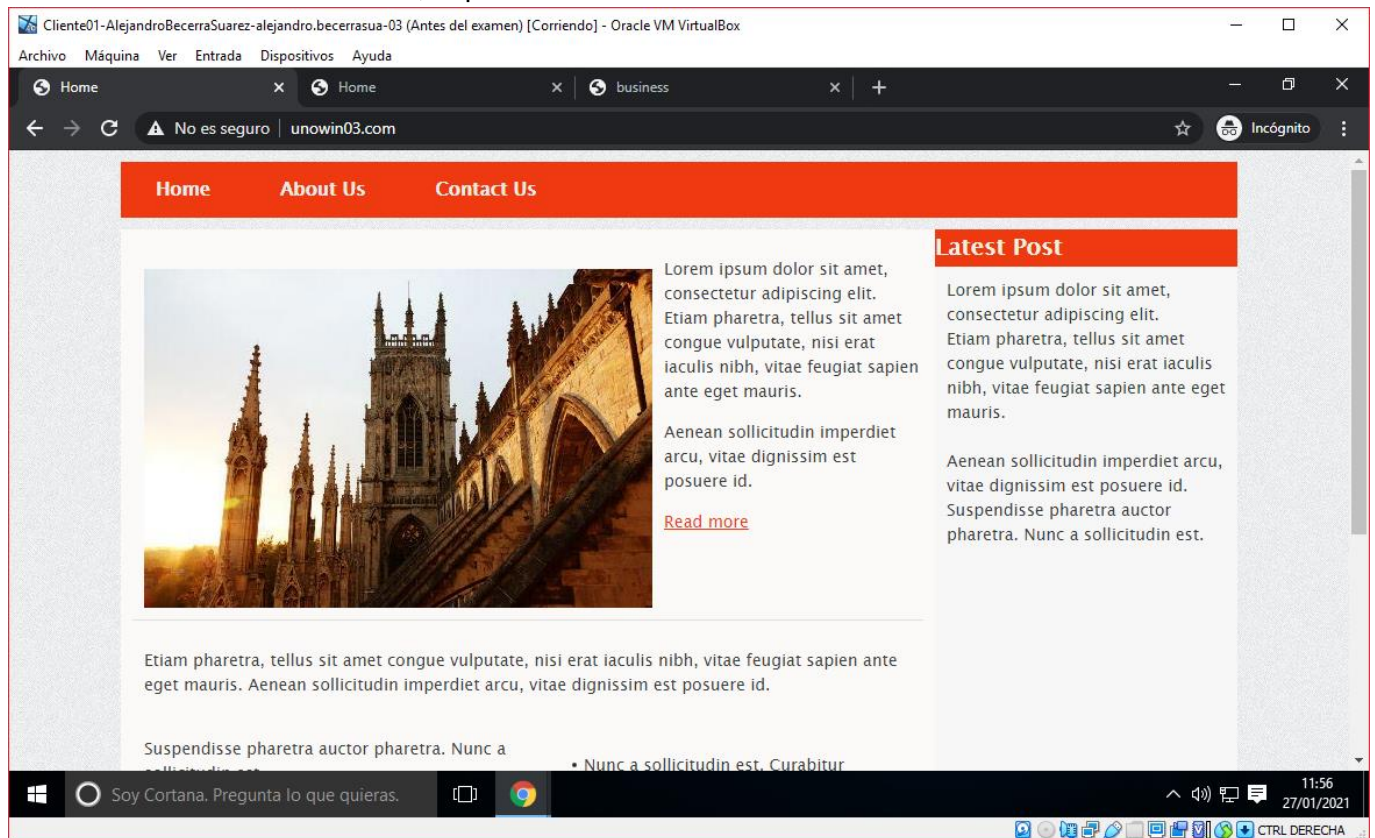 Cliente01-AlejandroBecerraSuarez-alejandro.becerrasua-03 (Antes del examen) [Corriendo] - Oracle VM VirtualBox
Archivo Máquina Ver Entrada Dispositivos Ayuda
Home Home business
No es seguro unowin03.com Incógnito
Home About Us Contact Us
Lorem ipsum dolor sit amet,
consectetur adipiscing elit.
Etiam pharetra, tellus sit amet
congue vulputate, nisi erat
iaculis nibh, vitae feugiat sapien
ante eget mauris.
Aenean sollicitudin imperdiet
arcu, vitae dignissim est
posuere id.
Read more
Latest Post
Lorem ipsum dolor sit amet,
consectetur adipiscing elit.
Etiam pharetra, tellus sit amet
congue vulputate, nisi erat iaculis
nibh, vitae feugiat sapien ante eget
mauris.
Aenean sollicitudin imperdiet arcu,
vitae dignissim est posuere id.
Suspendisse pharetra auctor
pharetra. Nunc a sollicitudin est.
Etiam pharetra, tellus sit amet congue vulputate, nisi erat iaculis nibh, vitae feugiat sapien ante
eget mauris. Aenean sollicitudin imperdiet arcu, vitae dignissim est posuere id.
Suspendisse pharetra auctor pharetra. Nunc a
• Nunc a sollicitudin est. Curabitur
Soy Cortana. Pregunta lo que quieras.
11:56
27/01/2021
CTRL DERECHA